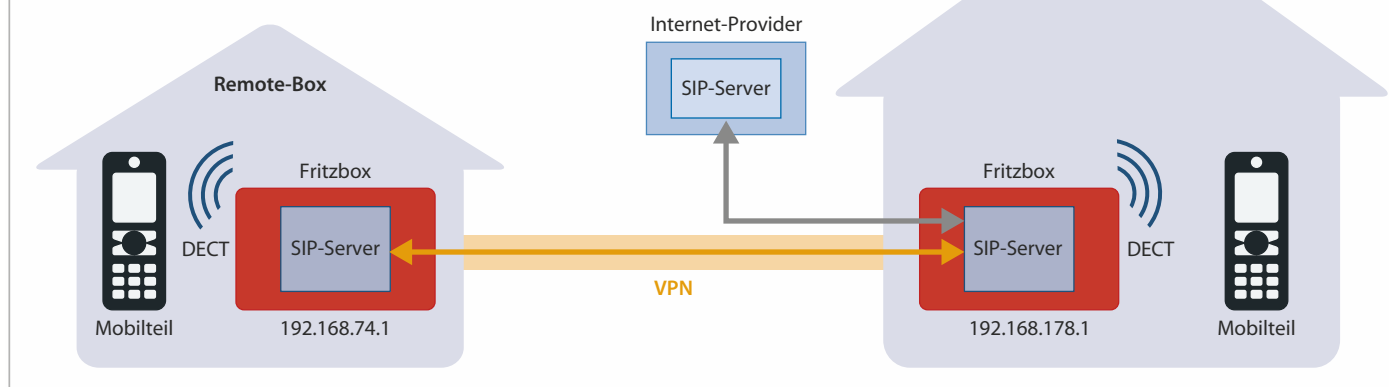 Internet-Provider
SIP-Server
Remote-Box
Fritzbox
SIP-Server
DECT
Mobilteil
192.168.74.1
VPN
Fritzbox
SIP-Server
DECT
192.168.178.1
Mobilteil